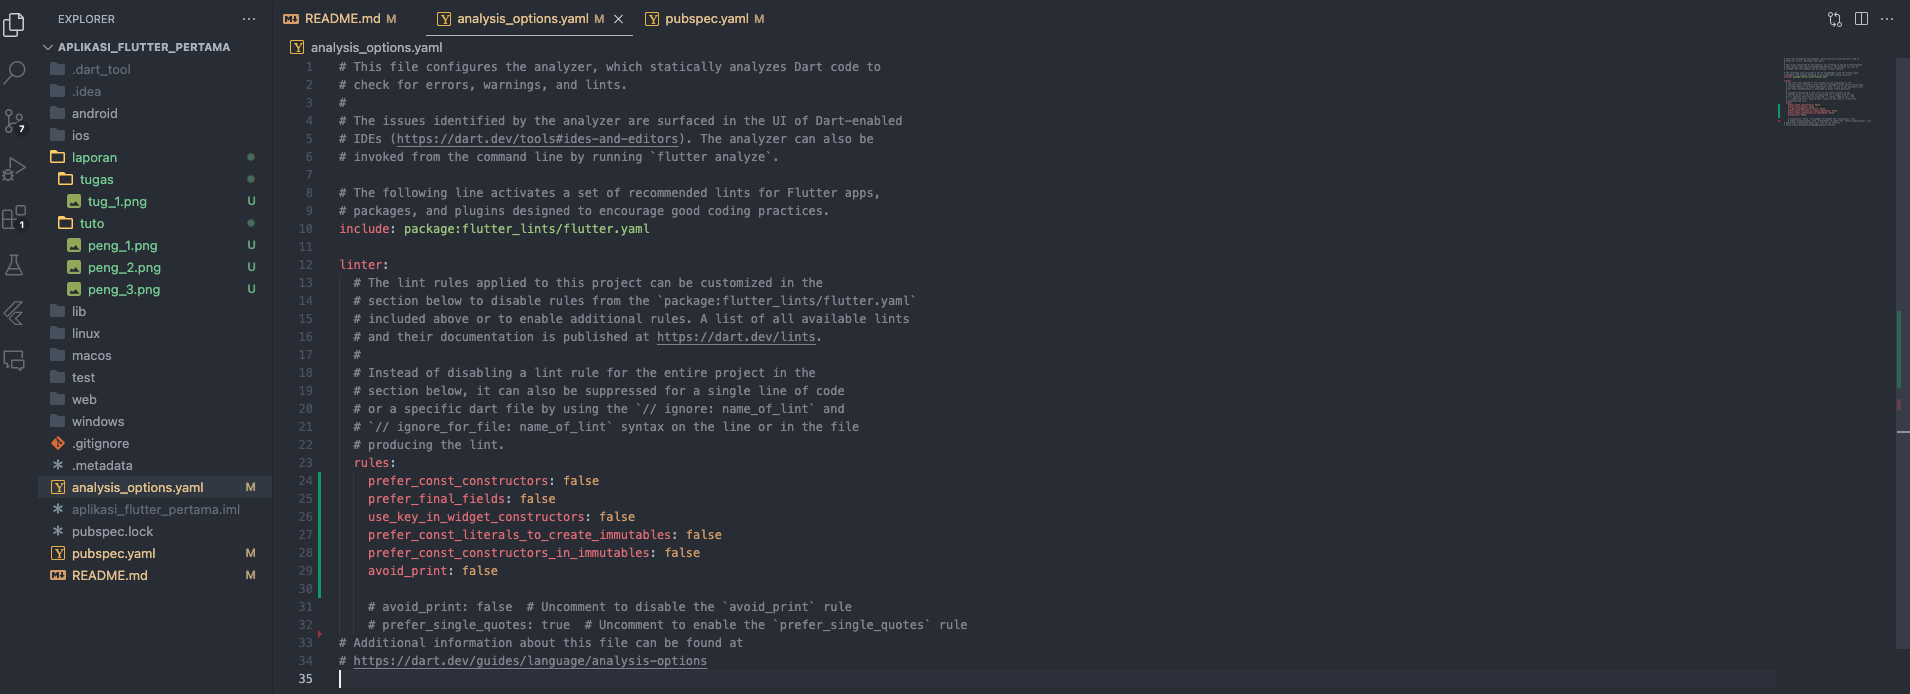 EXPLORER
APLIKASI_FLUTTER_PERTAMA
.dart_tool
.idea
android
ios
laporan
tugas
tug_1.png U
tuto
peng_1.png U
peng_2.png U
peng_3.png U
lib
linux
macos
test
web
windows
.gitignore
.metadata
analysis_options.yaml M
aplikasi_flutter_pertama.iml
pubspec.lock
pubspec.yaml M
README.md M
7
1
README.md M
analysis_options.yaml M
pubspec.yaml M
analysis_options.yaml
1 # This file configures the analyzer, which statically analyzes Dart code to
2 # check for errors, warnings, and lints.
3 #
4 # The issues identified by the analyzer are surfaced in the UI of Dart-enabled
5 # IDEs (https://dart.dev/tools#ides-and-editors). The analyzer can also be
6 # invoked from the command line by running `flutter analyze`.
7
8 # The following line activates a set of recommended lints for Flutter apps,
9 # packages, and plugins designed to encourage good coding practices.
10 include: package:flutter_lints/flutter.yaml
11
12 linter:
13 # The lint rules applied to this project can be customized in the
14 # section below to disable rules from the `package:flutter_lints/flutter.yaml`
15 # included above or to enable additional rules. A list of all available lints
16 # and their documentation is published at https://dart.dev/lints.
17 #
18 # Instead of disabling a lint rule for the entire project in the
19 # section below, it can also be suppressed for a single line of code
20 # or a specific dart file by using the `// ignore: name_of_lint` and
21 # `// ignore_for_file: name_of_lint` syntax on the line or in the file
22 # producing the lint.
23 rules:
24 prefer_const_constructors: false
25 prefer_final_fields: false
26 use_key_in_widget_constructors: false
27 prefer_const_literals_to_create_immutables: false
28 prefer_const_constructors_in_immutables: false
29 avoid_print: false
30
31 # avoid_print: false # Uncomment to disable the `avoid_print` rule
32 # prefer_single_quotes: true # Uncomment to enable the `prefer_single_quotes` rule
33 # Additional information about this file can be found at
34 # https://dart.dev/guides/language/analysis-options
35